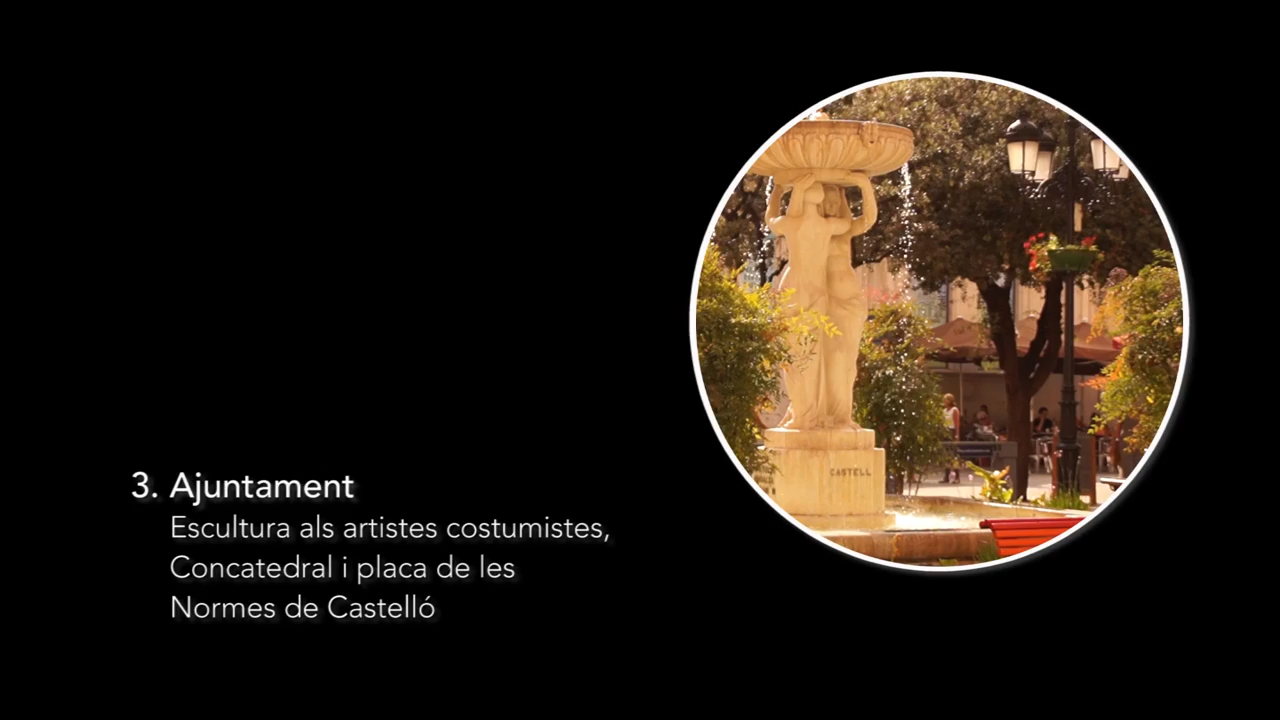 3. Ajuntament
Escultura als artistes costumistes,
Concatedral i placa de les
Normes de Castelló
CASTELL